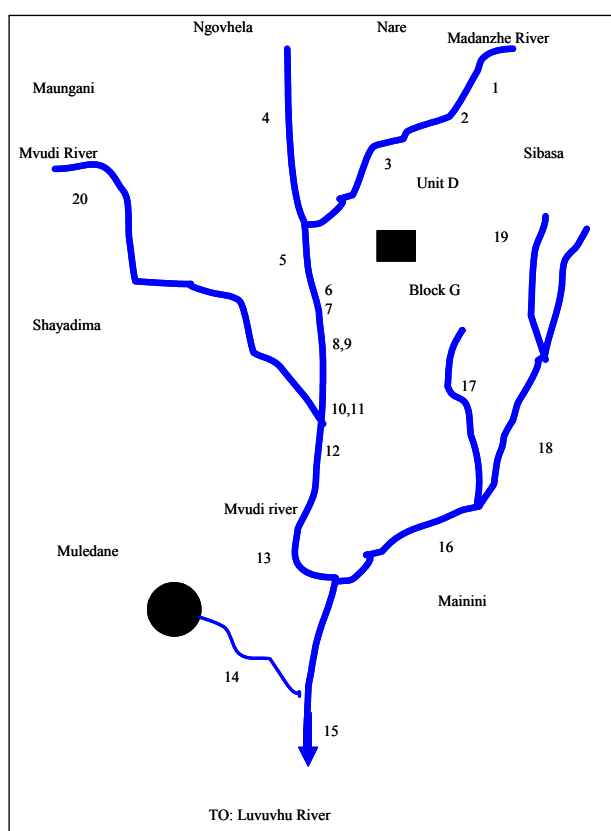 Ngovhela
Nare
Madanzhe River
Maungani
1
4
2
Mvudi River
3
Sibasa
20
Unit D
19
5
6
Block G
7
Shayadima
8,9
17
10,11
12
18
Mvudi river
16
Muledane
13
Mainini
14
15
TO: Luvuvhu River